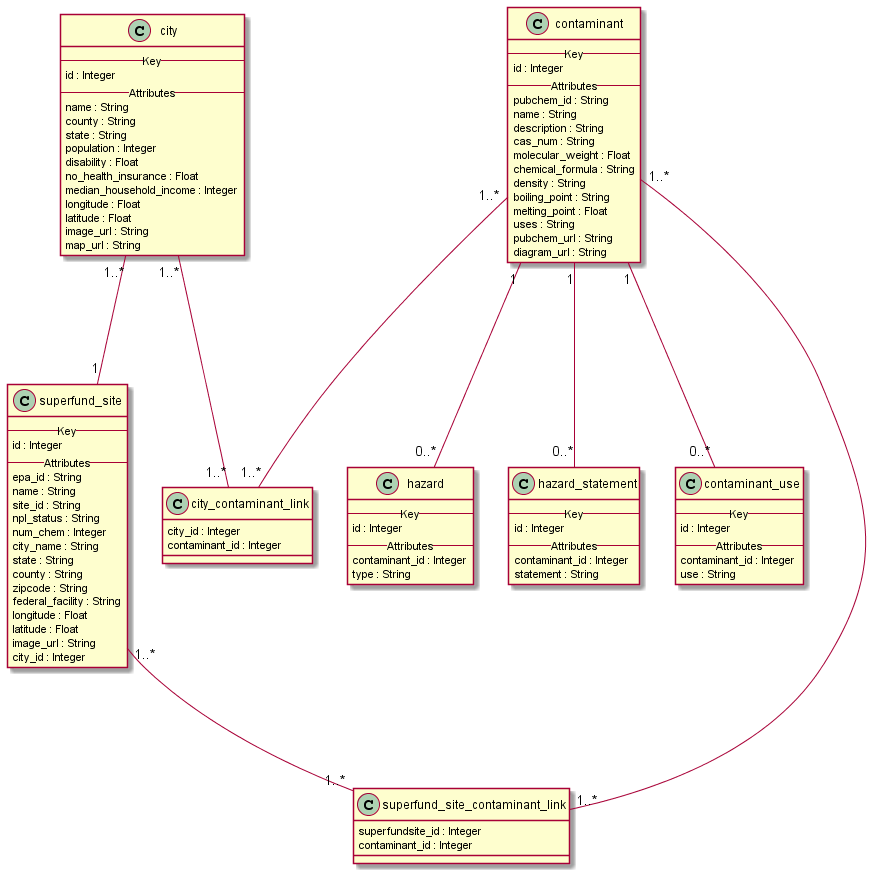 C city
Key
id : Integer
Attributes
name : String
county : String
state : String
population : Integer
disability : Float
no_health_insurance : Float
median_household_income : Integer
longitude : Float
latitude : Float
image_url : String
map_url : String
C contaminant
Key
id : Integer
Attributes
pubchem_id : String
name : String
description : String
cas_num : String
molecular_weight : Float
chemical_formula : String
density : String
boiling_point : String
melting_point : Float
uses : String
pubchem_url : String
diagram_url : String
1..*
1..*
1..*
1..*
1
1
1
1
1..*
1..*
0..*
0..*
0..*
C superfund_site
Key
id : Integer
Attributes
epa_id : String
name : String
site_id : String
npl_status : String
num_chem : Integer
city_name : String
state : String
county : String
zipcode : String
federal_facility : String
longitude : Float
latitude : Float
image_url : String
city_id : Integer
C city_contaminant_link
city_id : Integer
contaminant_id : Integer
C hazard
Key
id : Integer
Attributes
contaminant_id : Integer
type : String
C hazard_statement
Key
id : Integer
Attributes
contaminant_id : Integer
statement : String
C contaminant_use
Key
id : Integer
Attributes
contaminant_id : Integer
use : String
1..*
1..*
1..*
C superfund_site_contaminant_link
superfundsite_id : Integer
contaminant_id : Integer